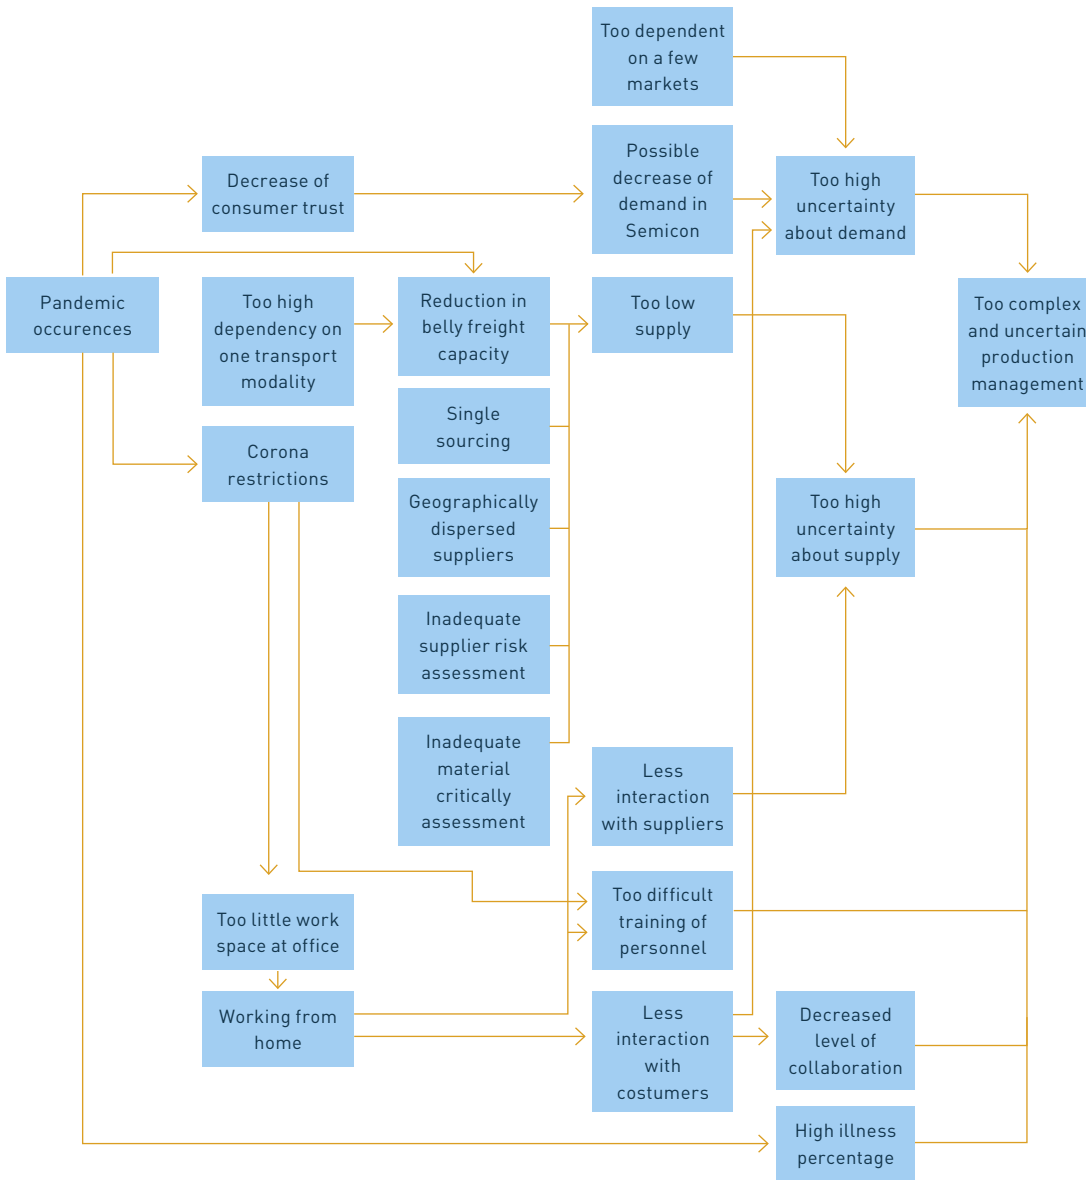 Too dependent
on a few
markets
Decrease of
consumer trust
Possible
decrease of
demand in
Semicon
Too high
uncertainty
about demand
Pandemic
occurences
Too high
dependency on
one transport
modality
Reduction in
belly freight
capacity
Too low
supply
Too complex
and uncertain
production
management
Single
sourcing
Corona
restrictions
Geographically
dispersed
suppliers
Too high
uncertainty
about supply
Inadequate
supplier risk
assessment
Inadequate
material
critically
assessment
Less
interaction
with suppliers
Too little work
space at office
Too difficult
training of
personnel
Working from
home
Less
interaction
with
costumers
Decreased
level of
collaboration
High illness
percentage